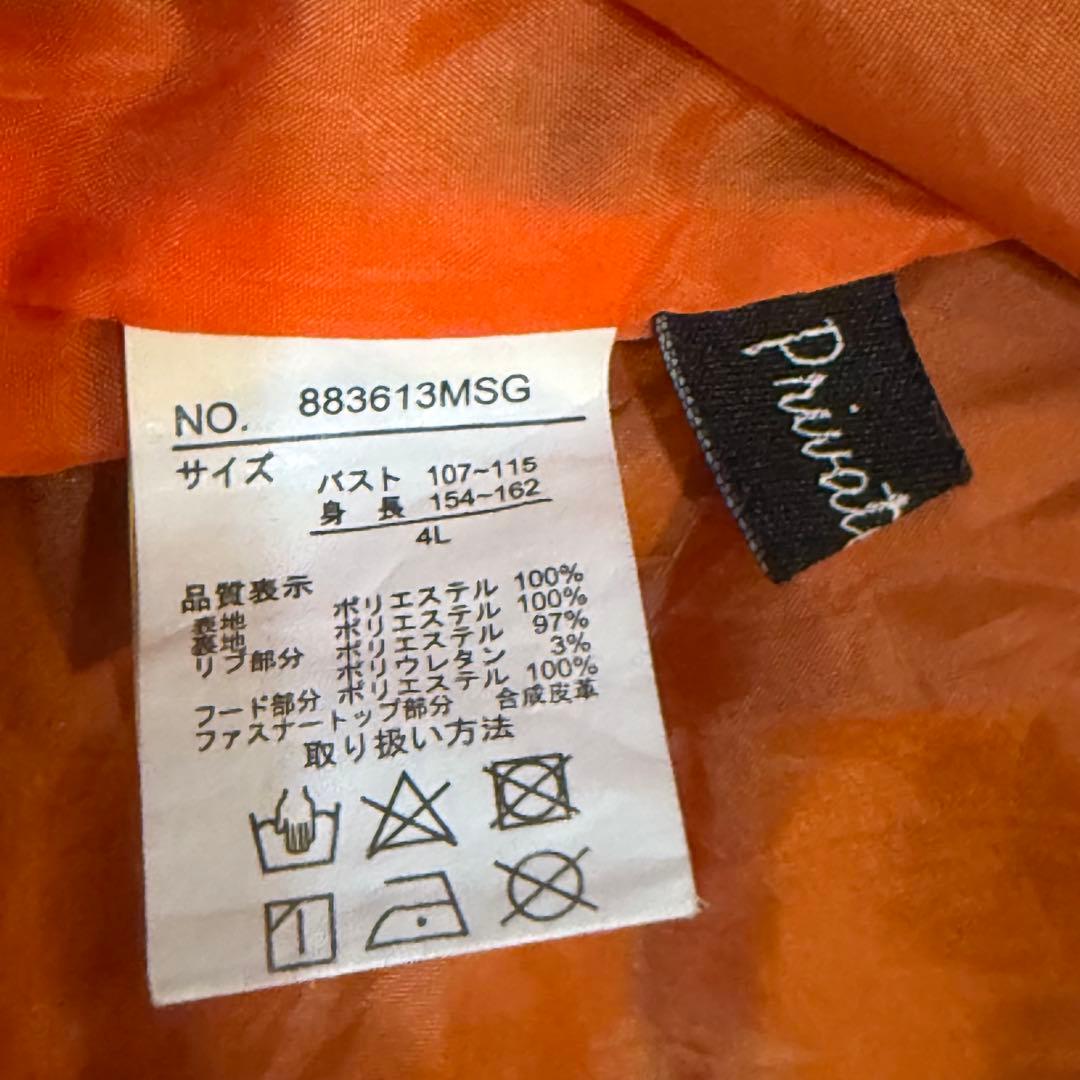 NO. 883613MSG
サイズ バスト 107~115
身長 154~162
4L
品質表示
表地 ポリエステル 100%
裏地 ポリエステル 100%
リブ部分 ポリエステル 97%
ポリウレタン 3%
フード部分 ポリエステル 100%
ファスナートップ部分 合成皮革
取り扱い方法
Privat